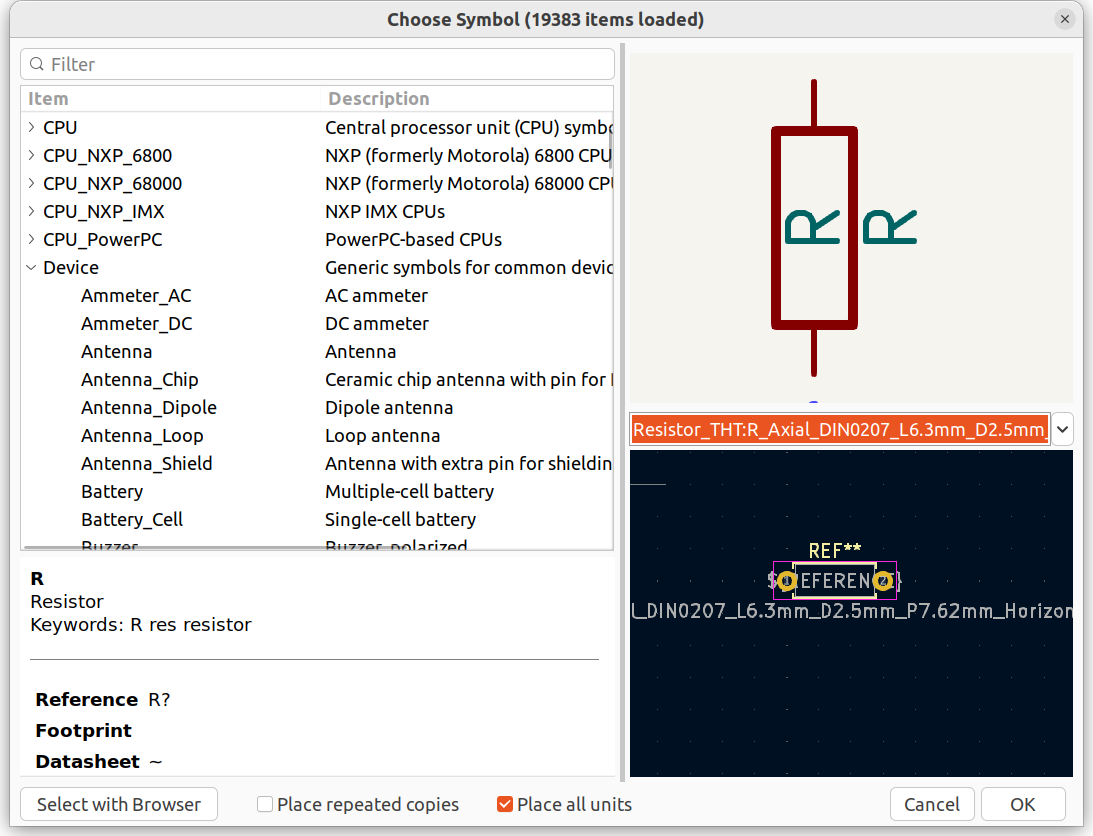 Choose Symbol (19383 items loaded)
Filter
Item Description
CPU Central processor unit (CPU) symbo
CPU_NXP_6800 NXP (formerly Motorola) 6800 CPU
CPU_NXP_68000 NXP (formerly Motorola) 68000 CPU
CPU_NXP_IMX NXP IMX CPUs
CPU_PowerPC PowerPC-based CPUs
Device Generic symbols for common devic
Ammeter_AC AC ammeter
Ammeter_DC DC ammeter
Antenna Antenna
Antenna_Chip Ceramic chip antenna with pin for
Antenna_Dipole Dipole antenna
Antenna_Loop Loop antenna
Antenna_Shield Antenna with extra pin for shieldin
Battery Multiple-cell battery
Battery_Cell Single-cell battery
Buzzer Buzzer, polarized
R
Resistor
Keywords: R res resistor
Reference R?
Footprint
Datasheet ~
R R
Resistor_THT:R_Axial_DIN0207_L6.3mm_D2.5mm_
REF**
1 2
${REFERENCE}
L_DIN0207_L6.3mm_D2.5mm_P7.62mm_Horizon
Select with Browser Place repeated copies Place all units Cancel OK